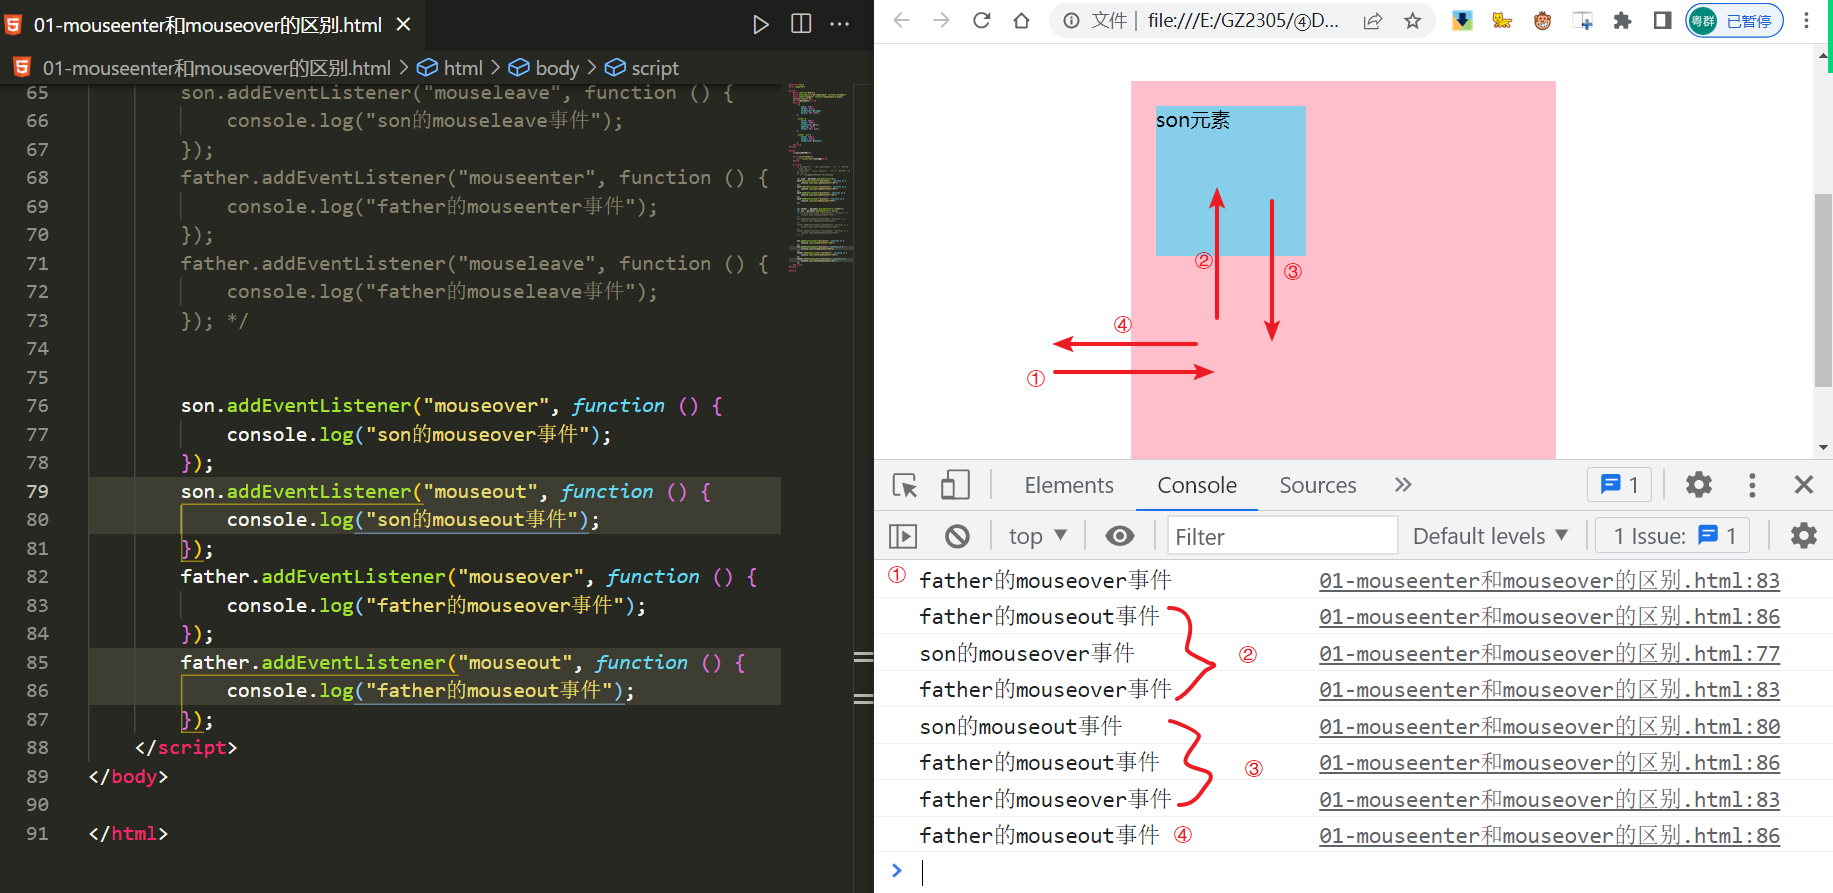 01-mouseenter和mouseover的区别.html
01-mouseenter和mouseover的区别.html > html > body > script
65 son.addEventListener("mouseleave", function () {
66 console.log("son的mouseleave事件");
67 });
68 father.addEventListener("mouseenter", function () {
69 console.log("father的mouseenter事件");
70 });
71 father.addEventListener("mouseleave", function () {
72 console.log("father的mouseleave事件");
73 }); */
74
75
76 son.addEventListener("mouseover", function () {
77 console.log("son的mouseover事件");
78 });
79 son.addEventListener("mouseout", function () {
80 console.log("son的mouseout事件");
81 });
82 father.addEventListener("mouseover", function () {
83 console.log("father的mouseover事件");
84 });
85 father.addEventListener("mouseout", function () {
86 console.log("father的mouseout事件");
87 });
88 </script>
89 </body>
90
91 </html>
文件 | file:///E:/GZ2305/④D...
粤群 已暂停
son元素
②
③
④
①
Elements Console Sources 1
top Filter Default levels 1 Issue: 1
① father的mouseover事件 01-mouseenter和mouseover的区别.html:83
father的mouseout事件 01-mouseenter和mouseover的区别.html:86
son的mouseover事件 ② 01-mouseenter和mouseover的区别.html:77
father的mouseover事件 01-mouseenter和mouseover的区别.html:83
son的mouseout事件 01-mouseenter和mouseover的区别.html:80
father的mouseout事件 ③ 01-mouseenter和mouseover的区别.html:86
father的mouseover事件 01-mouseenter和mouseover的区别.html:83
father的mouseout事件 ④ 01-mouseenter和mouseover的区别.html:86